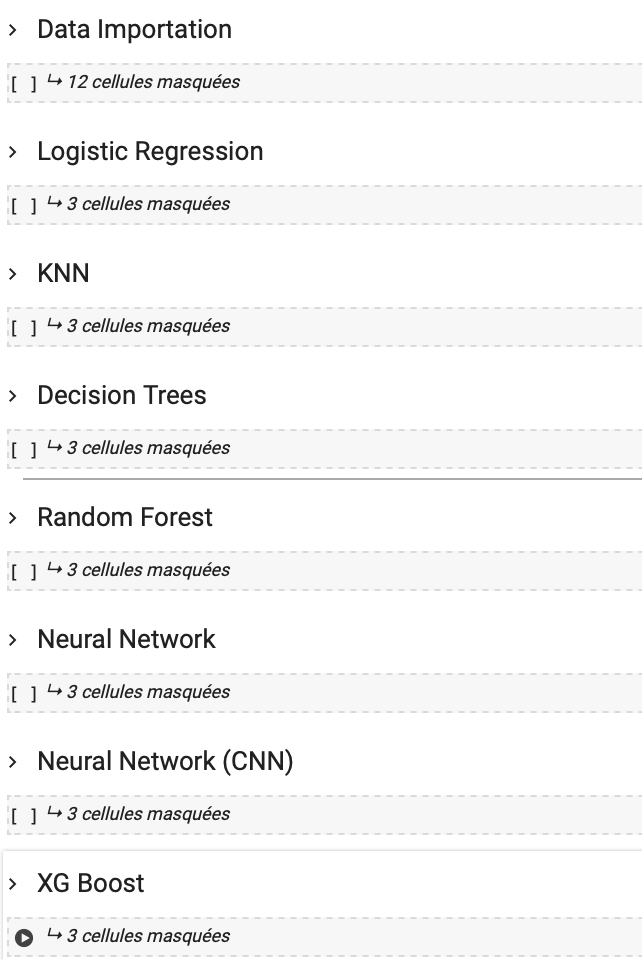 Data Importation
[ ] ↳ 12 cellules masquées
Logistic Regression
[ ] ↳ 3 cellules masquées
KNN
[ ] ↳ 3 cellules masquées
Decision Trees
[ ] ↳ 3 cellules masquées
Random Forest
[ ] ↳ 3 cellules masquées
Neural Network
[ ] ↳ 3 cellules masquées
Neural Network (CNN)
[ ] ↳ 3 cellules masquées
XG Boost
↳ 3 cellules masquées